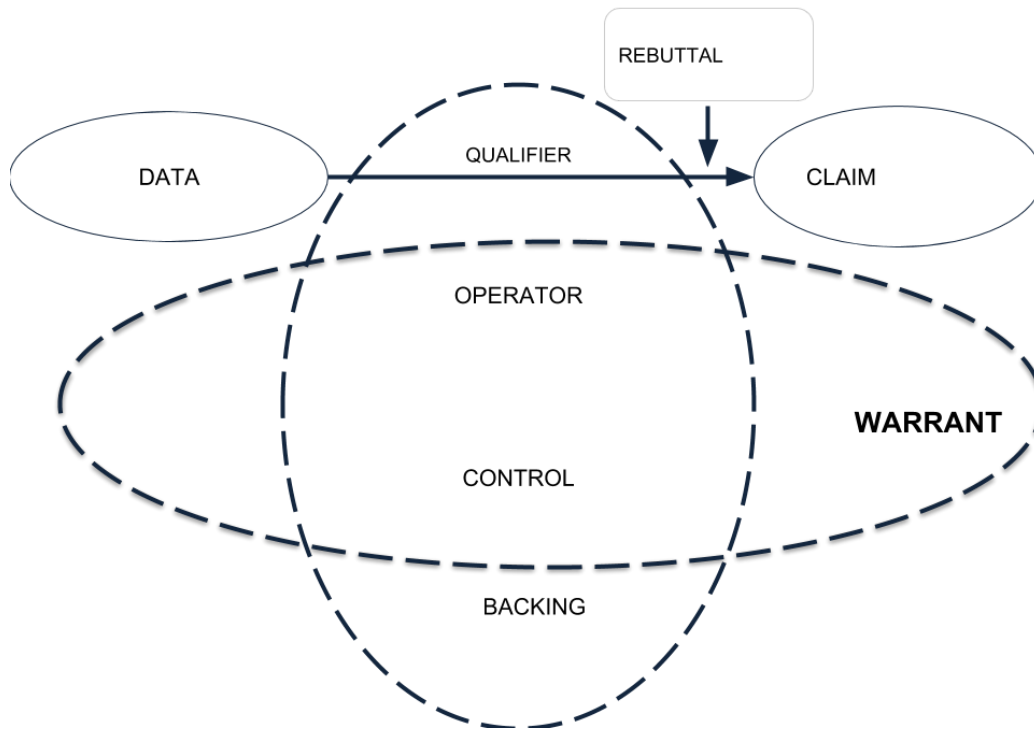 REBUTTAL
QUALIFIER
DATA
CLAIM
OPERATOR
WARRANT
CONTROL
BACKING